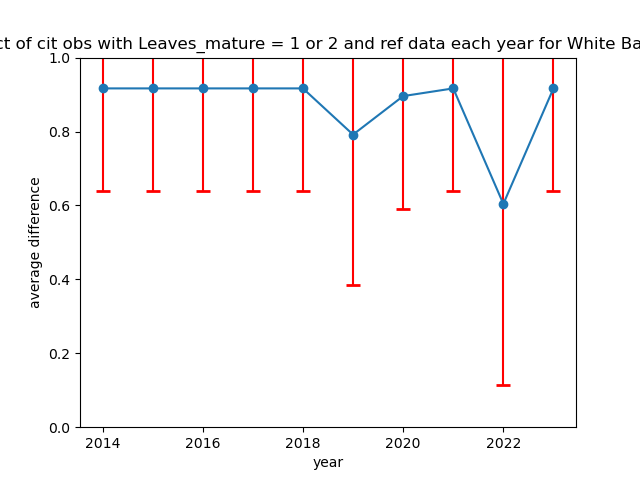 ct of cit obs with Leaves_mature = 1 or 2 and ref data each year for White Ba
1.0
0.8
0.6
0.4
0.2
0.0
average difference
2014 2016 2018 2020 2022
year